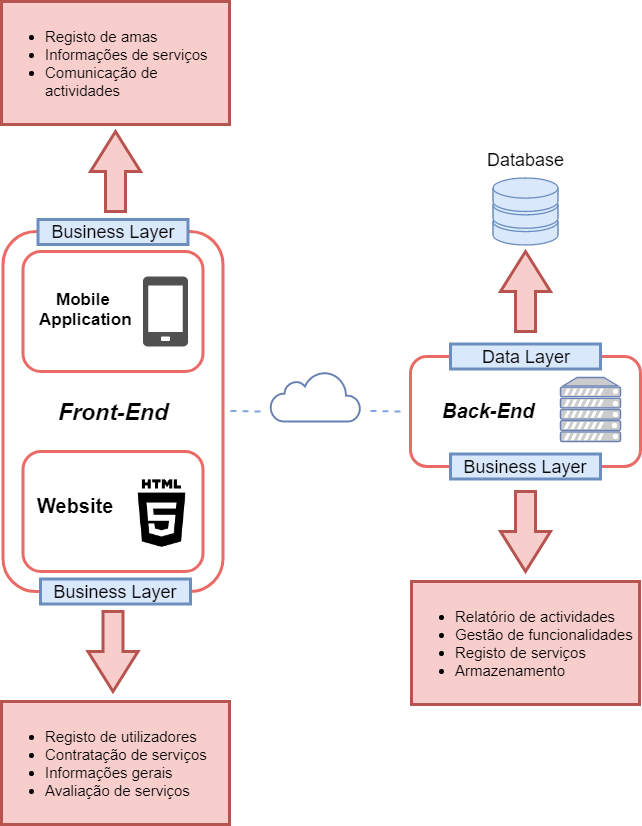 • Registo de amas
• Informações de serviços
• Comunicação de
actividades
Database
Business Layer
Mobile
Application
Data Layer
Front-End
Back-End
Business Layer
HTML
5
Website
Business Layer
• Relatório de actividades
• Gestão de funcionalidades
• Registo de serviços
• Armazenamento
• Registo de utilizadores
• Contratação de serviços
• Informações gerais
• Avaliação de serviços